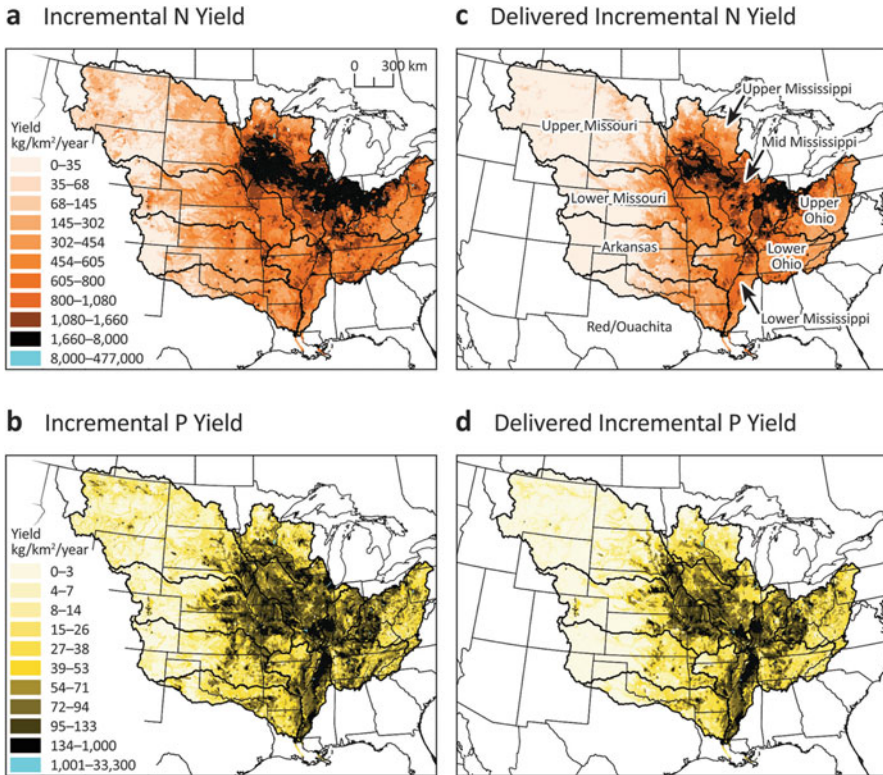 a Incremental N Yield
0 300 km
Yield
kg/km²/year
0–35
35–68
68–145
145–302
302–454
454–605
605–800
800–1,080
1,080–1,660
1,660–8,000
8,000–477,000
c Delivered Incremental N Yield
Upper Mississippi
Upper Missouri
Mid Mississippi
Lower Missouri
Upper
Ohio
Arkansas
Lower
Ohio
Red/Ouachita
Lower Mississippi
b Incremental P Yield
Yield
kg/km²/year
0–3
4–7
8–14
15–26
27–38
39–53
54–71
72–94
95–133
134–1,000
1,001–33,300
d Delivered Incremental P Yield